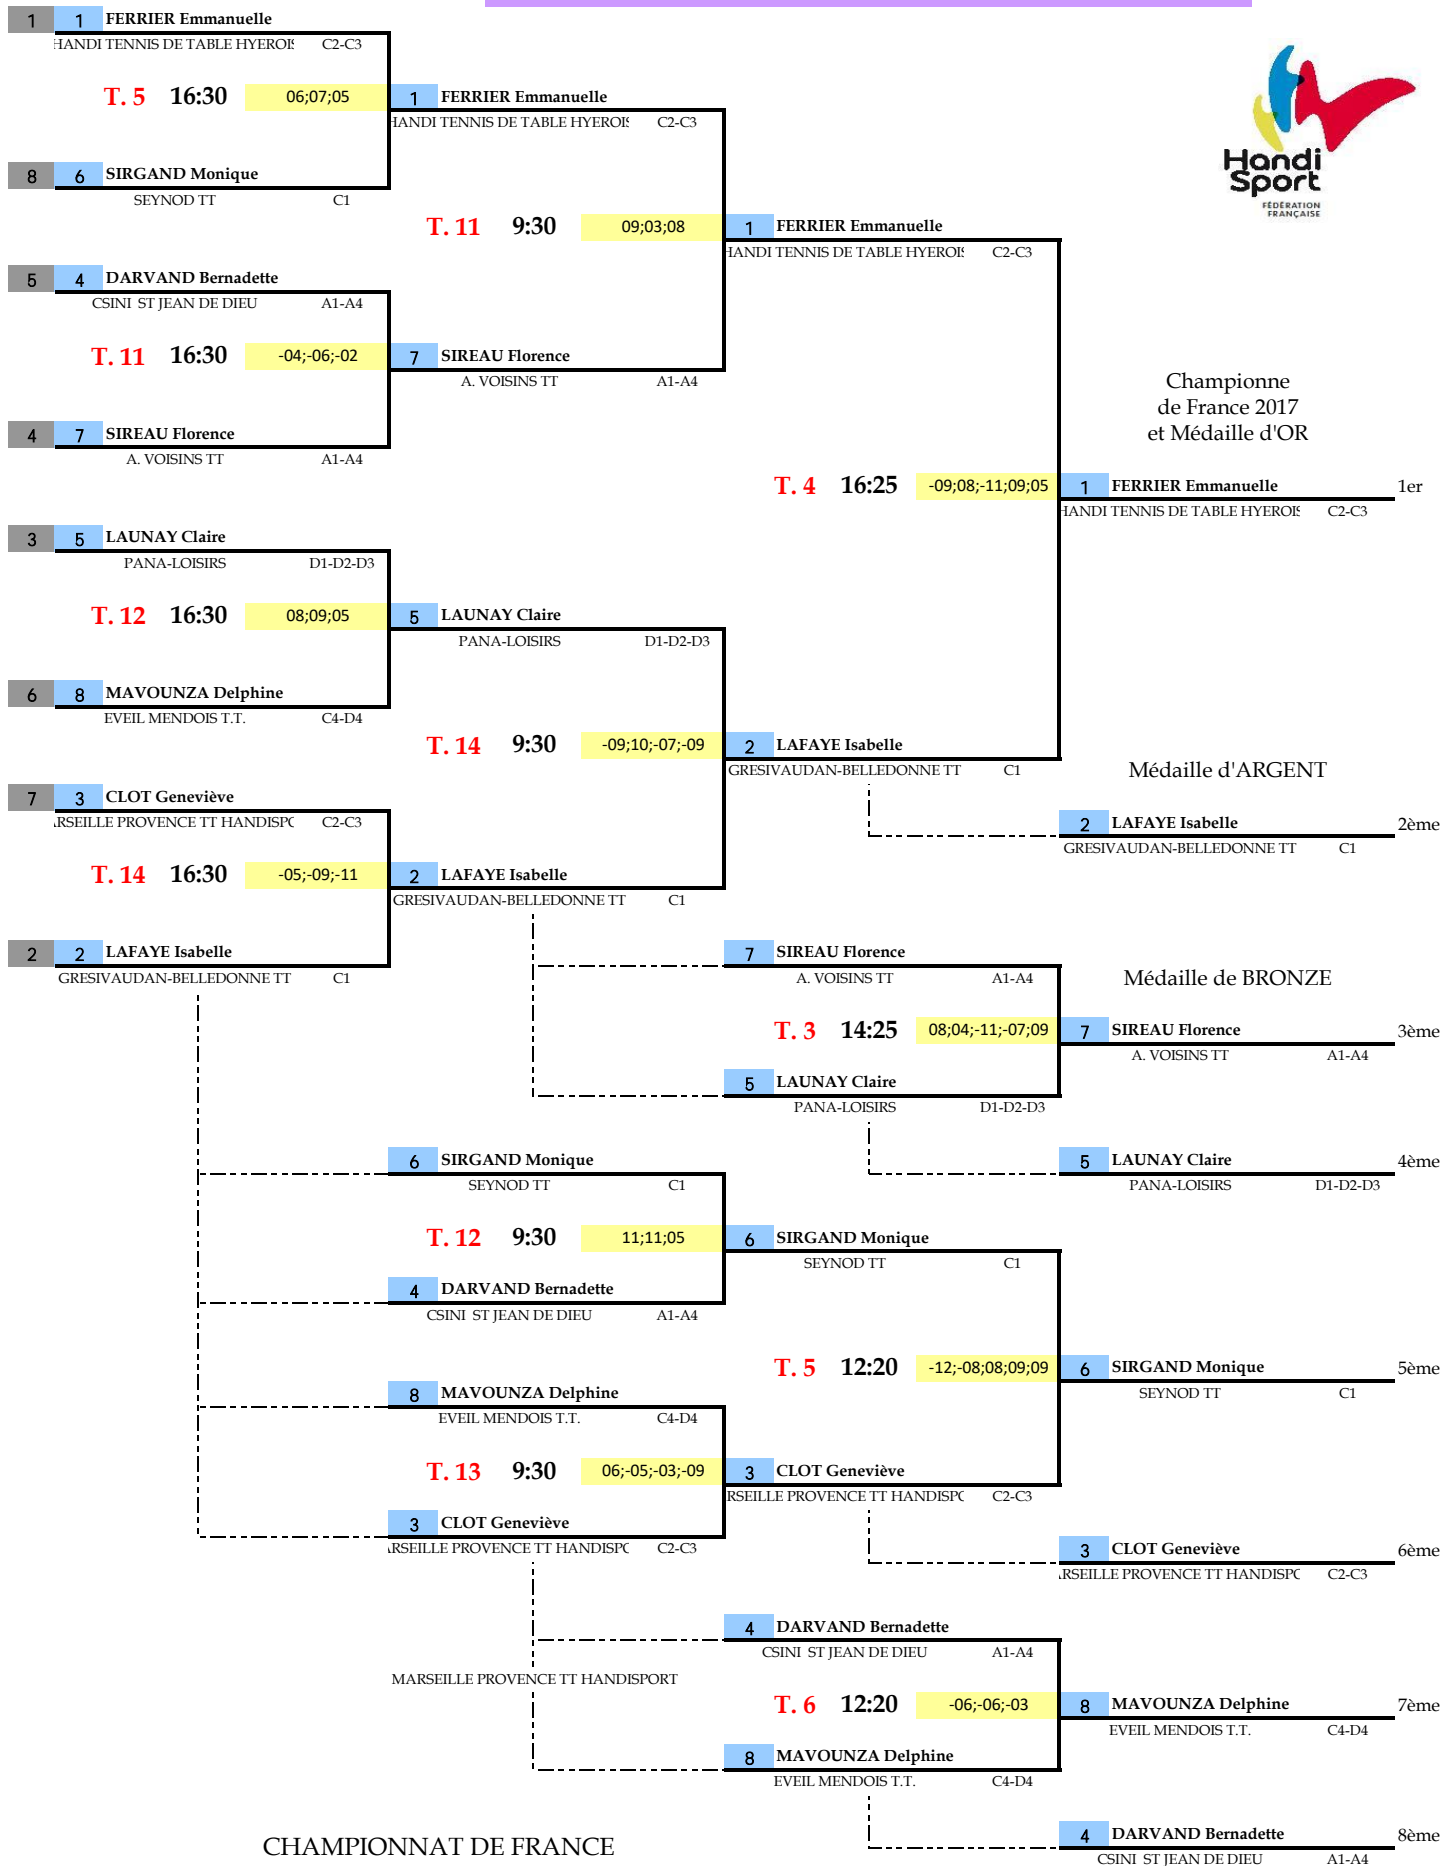 1 1 FERRIER Emmanuelle
HANDI TENNIS DE TABLE HYEROIS C2-C3
T. 5 16:30 06;07;05 1 FERRIER Emmanuelle
HANDI TENNIS DE TABLE HYEROIS C2-C3
Handi
Sport
FÉDÉRATION
FRANÇAISE
8 6 SIRGAND Monique
SEYNOD TT C1
T. 11 9:30 09;03;08 1 FERRIER Emmanuelle
HANDI TENNIS DE TABLE HYEROIS C2-C3
5 4 DARVAND Bernadette
CSINI ST JEAN DE DIEU A1-A4
T. 11 16:30 -04;-06;-02 7 SIREAU Florence
A. VOISINS TT A1-A4
Championne
de France 2017
et Médaille d'OR
4 7 SIREAU Florence
A. VOISINS TT A1-A4
T. 4 16:25 -09;08;-11;09;05 1 FERRIER Emmanuelle 1er
HANDI TENNIS DE TABLE HYEROIS C2-C3
3 5 LAUNAY Claire
PANA-LOISIRS D1-D2-D3
T. 12 16:30 08;09;05 5 LAUNAY Claire
PANA-LOISIRS D1-D2-D3
6 8 MAVOUNZA Delphine
EVEIL MENDOIS T.T. C4-D4
T. 14 9:30 -09;10;-07;-09 2 LAFAYE Isabelle
GRESIVAUDAN-BELLEDONNE TT C1
Médaille d'ARGENT
7 3 CLOT Geneviève
ARSEILLE PROVENCE TT HANDISPO C2-C3
2 LAFAYE Isabelle 2ème
GRESIVAUDAN-BELLEDONNE TT C1
T. 14 16:30 -05;-09;-11 2 LAFAYE Isabelle
GRESIVAUDAN-BELLEDONNE TT C1
2 2 LAFAYE Isabelle
GRESIVAUDAN-BELLEDONNE TT C1
7 SIREAU Florence
A. VOISINS TT A1-A4
Médaille de BRONZE
T. 3 14:25 08;04;-11;-07;09 7 SIREAU Florence 3ème
A. VOISINS TT A1-A4
5 LAUNAY Claire
PANA-LOISIRS D1-D2-D3
6 SIRGAND Monique
SEYNOD TT C1
5 LAUNAY Claire 4ème
PANA-LOISIRS D1-D2-D3
T. 12 9:30 11;11;05 6 SIRGAND Monique
SEYNOD TT C1
4 DARVAND Bernadette
CSINI ST JEAN DE DIEU A1-A4
T. 5 12:20 -12;-08;08;09;09 6 SIRGAND Monique 5ème
SEYNOD TT C1
8 MAVOUNZA Delphine
EVEIL MENDOIS T.T. C4-D4
T. 13 9:30 06;-05;-03;-09 3 CLOT Geneviève
RSEILLE PROVENCE TT HANDISPO C2-C3
3 CLOT Geneviève
ARSEILLE PROVENCE TT HANDISPO C2-C3
3 CLOT Geneviève 6ème
ARSEILLE PROVENCE TT HANDISPO C2-C3
4 DARVAND Bernadette
CSINI ST JEAN DE DIEU A1-A4
MARSEILLE PROVENCE TT HANDISPORT
T. 6 12:20 -06;-06;-03 8 MAVOUNZA Delphine 7ème
EVEIL MENDOIS T.T. C4-D4
8 MAVOUNZA Delphine
EVEIL MENDOIS T.T. C4-D4
CHAMPIONNAT DE FRANCE
4 DARVAND Bernadette 8ème
CSINI ST JEAN DE DIEU A1-A4